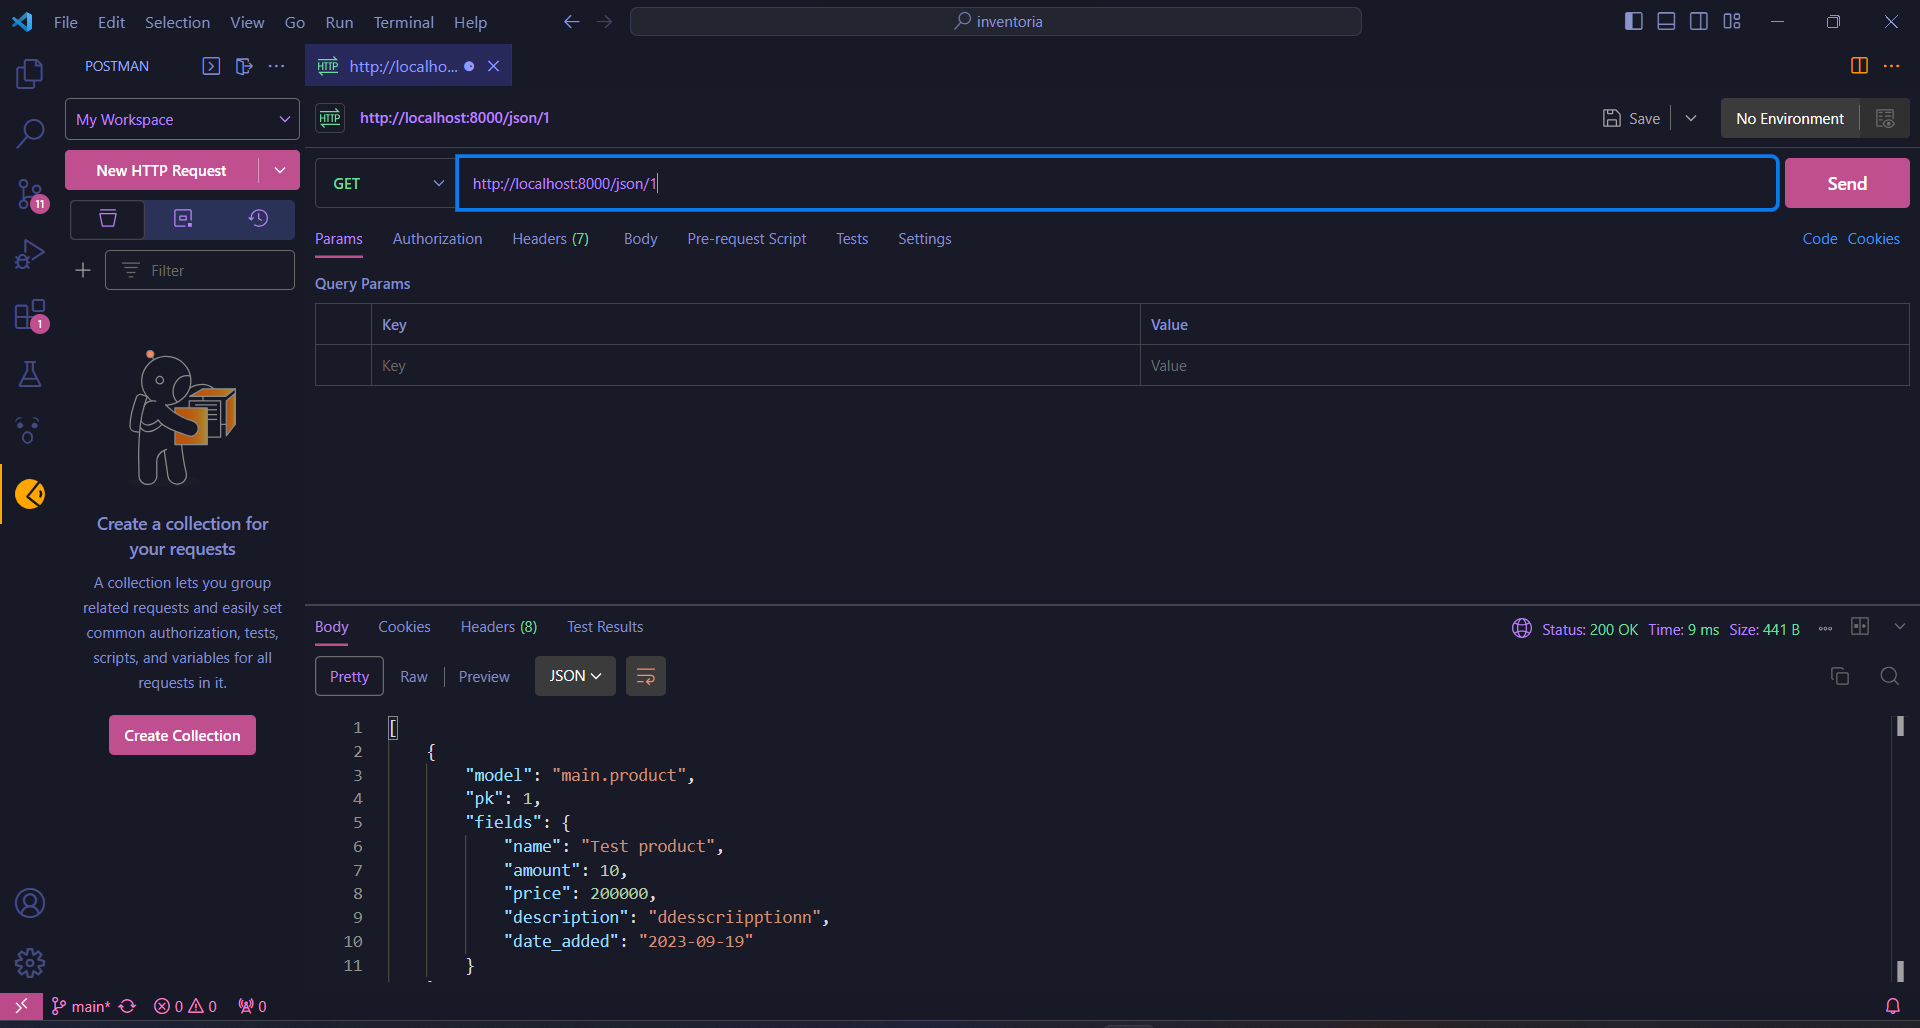 File Edit Selection View Go Run Terminal Help
inventoria
POSTMAN
HTTP http://localho...
My Workspace
HTTP http://localhost:8000/json/1
Save
No Environment
New HTTP Request
GET
http://localhost:8000/json/1
Send
11
Params Authorization Headers (7) Body Pre-request Script Tests Settings
Code Cookies
Filter
Query Params
Key Value
Key Value
1
Create a collection for
your requests
A collection lets you group
related requests and easily set
common authorization, tests,
scripts, and variables for all
requests in it.
Create Collection
Body Cookies Headers (8) Test Results
Status: 200 OK Time: 9 ms Size: 441 B
Pretty Raw Preview JSON
1 [
2 {
3 "model": "main.product",
4 "pk": 1,
5 "fields": {
6 "name": "Test product",
7 "amount": 10,
8 "price": 200000,
9 "description": "ddesscriipptionn",
10 "date_added": "2023-09-19"
11 }
main* 0 0 0